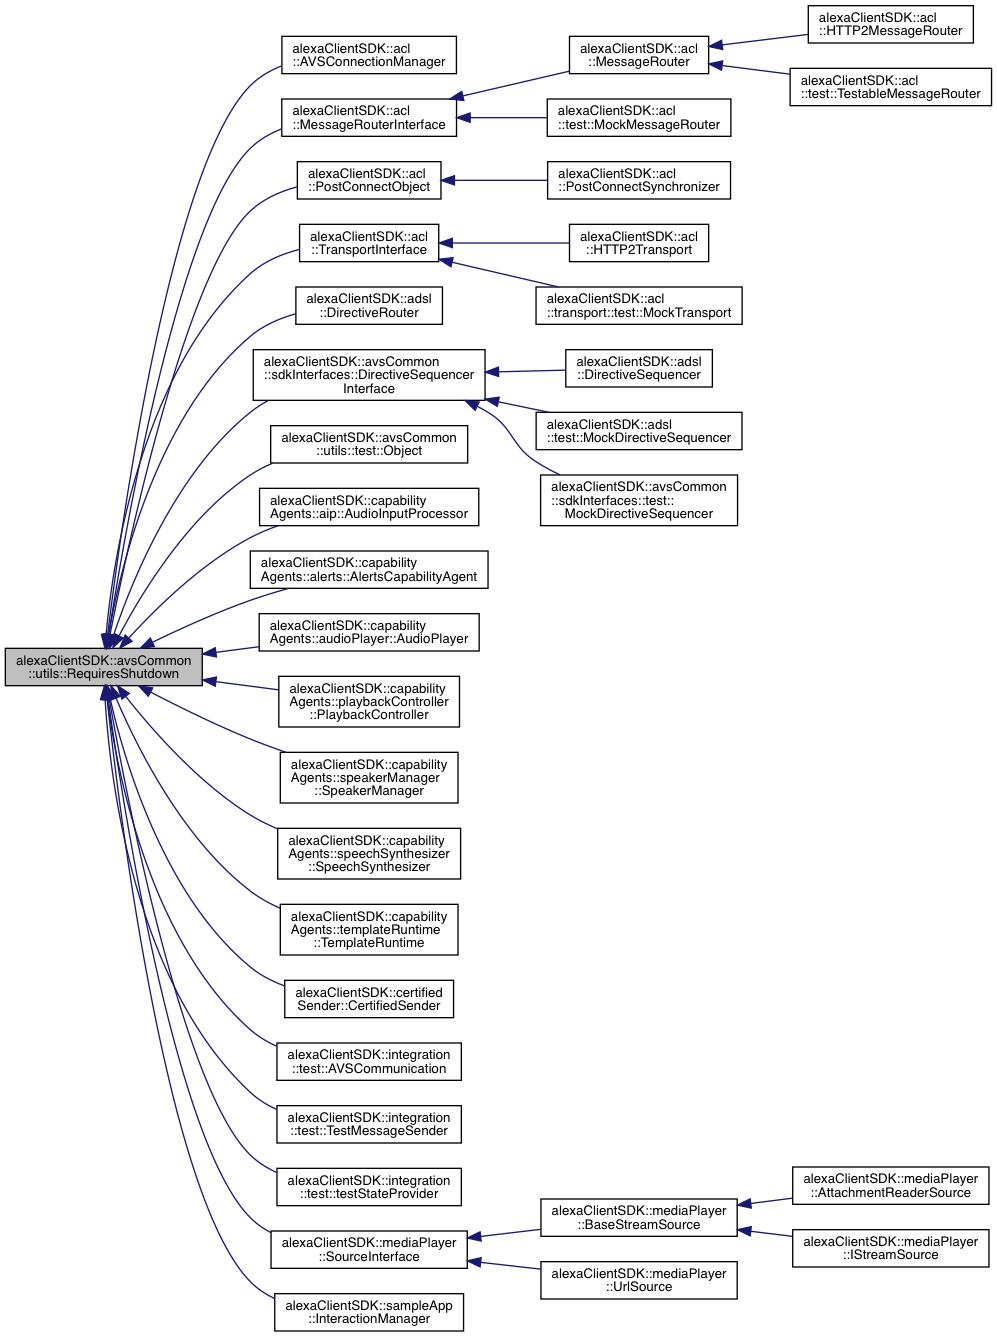 alexaClientSDK::acl
::HTTP2MessageRouter
alexaClientSDK::acl
::AVSConnectionManager
alexaClientSDK::acl
::MessageRouter
alexaClientSDK::acl
::test::TestableMessageRouter
alexaClientSDK::acl
::MessageRouterInterface
alexaClientSDK::acl
::test::MockMessageRouter
alexaClientSDK::acl
::PostConnectObject
alexaClientSDK::acl
::PostConnectSynchronizer
alexaClientSDK::acl
::TransportInterface
alexaClientSDK::acl
::HTTP2Transport
alexaClientSDK::adsl
::DirectiveRouter
alexaClientSDK::acl
::transport::test::MockTransport
alexaClientSDK::avsCommon
::sdkInterfaces::DirectiveSequencer
Interface
alexaClientSDK::adsl
::DirectiveSequencer
alexaClientSDK::adsl
::test::MockDirectiveSequencer
alexaClientSDK::avsCommon
::utils::test::Object
alexaClientSDK::avsCommon
::sdkInterfaces::test::
MockDirectiveSequencer
alexaClientSDK::capability
Agents::aip::AudioInputProcessor
alexaClientSDK::capability
Agents::alerts::AlertsCapabilityAgent
alexaClientSDK::capability
Agents::audioPlayer::AudioPlayer
alexaClientSDK::avsCommon
::utils::RequiresShutdown
alexaClientSDK::capability
Agents::playbackController
::PlaybackController
alexaClientSDK::capability
Agents::speakerManager
::SpeakerManager
alexaClientSDK::capability
Agents::speechSynthesizer
::SpeechSynthesizer
alexaClientSDK::capability
Agents::templateRuntime
::TemplateRuntime
alexaClientSDK::certified
Sender::CertifiedSender
alexaClientSDK::integration
::test::AVSCommunication
alexaClientSDK::integration
::test::TestMessageSender
alexaClientSDK::integration
::test::testStateProvider
alexaClientSDK::mediaPlayer
::AttachmentReaderSource
alexaClientSDK::mediaPlayer
::BaseStreamSource
alexaClientSDK::mediaPlayer
::SourceInterface
alexaClientSDK::mediaPlayer
::IStreamSource
alexaClientSDK::mediaPlayer
::UrlSource
alexaClientSDK::sampleApp
::InteractionManager